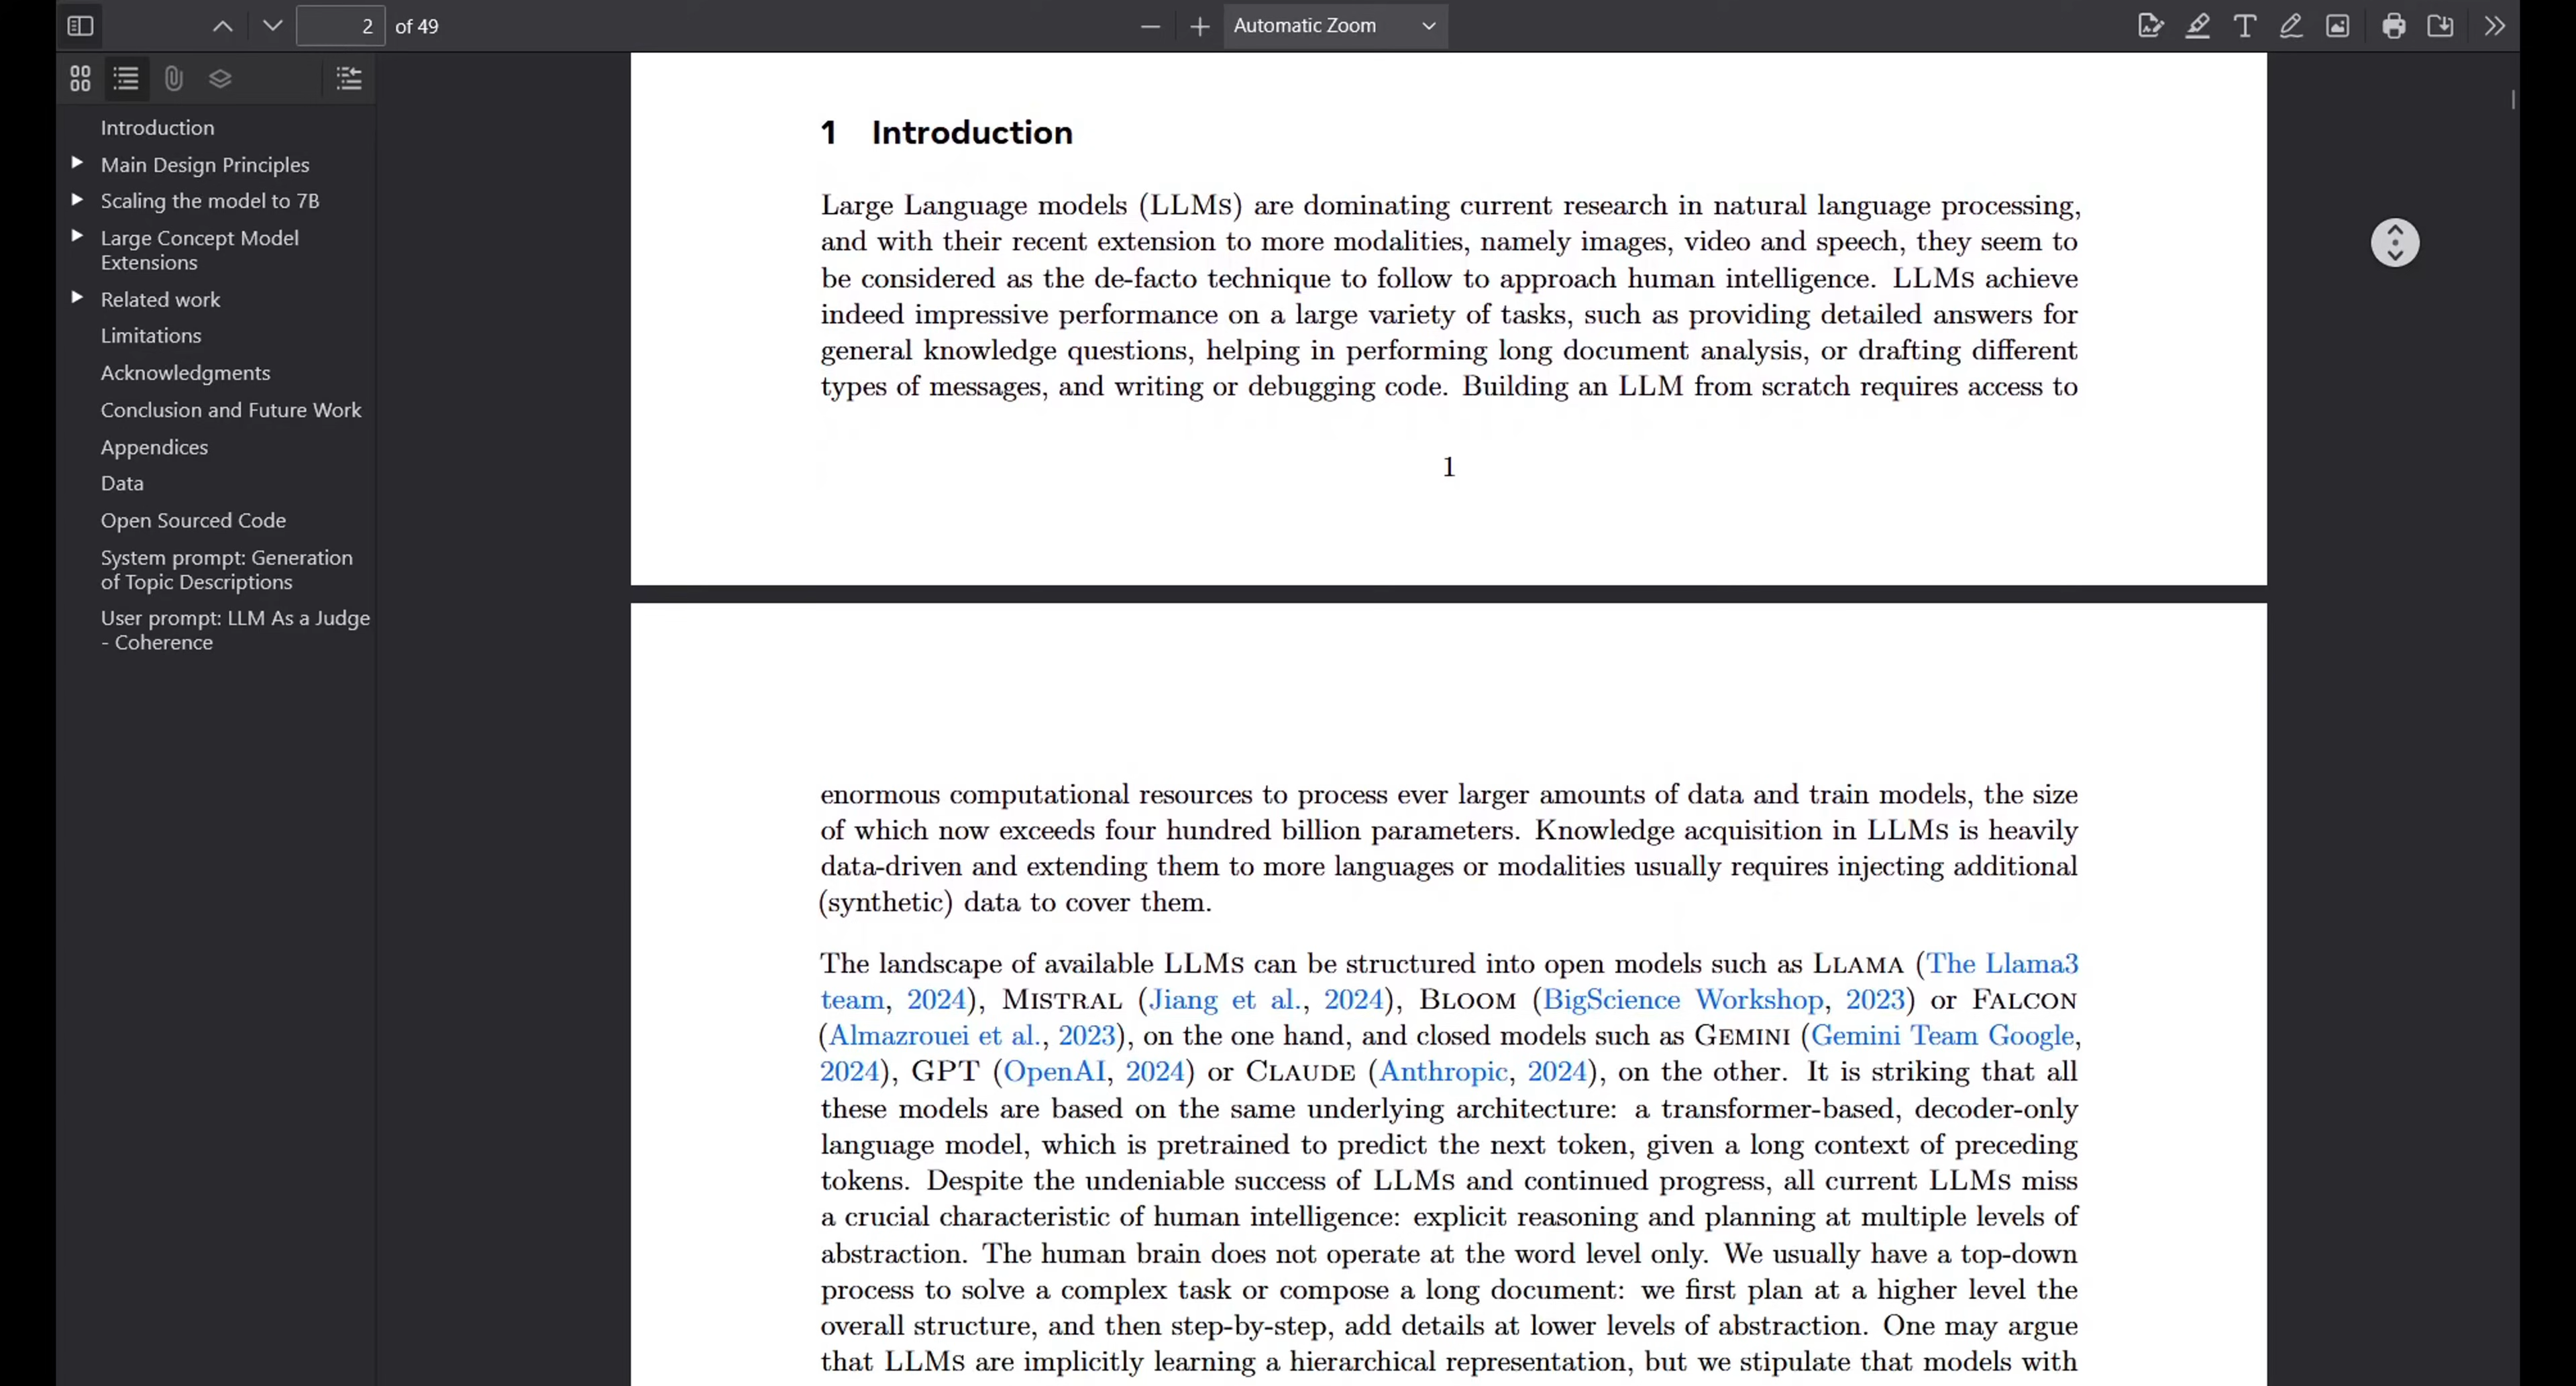 2 of 49
Automatic Zoom
Introduction
Main Design Principles
Scaling the model to 7B
Large Concept Model
Extensions
Related work
Limitations
Acknowledgments
Conclusion and Future Work
Appendices
Data
Open Sourced Code
System prompt: Generation
of Topic Descriptions
User prompt: LLM As a Judge
- Coherence
1 Introduction
Large Language models (LLMs) are dominating current research in natural language processing,
and with their recent extension to more modalities, namely images, video and speech, they seem to
be considered as the de-facto technique to follow to approach human intelligence. LLMs achieve
indeed impressive performance on a large variety of tasks, such as providing detailed answers for
general knowledge questions, helping in performing long document analysis, or drafting different
types of messages, and writing or debugging code. Building an LLM from scratch requires access to
1
enormous computational resources to process ever larger amounts of data and train models, the size
of which now exceeds four hundred billion parameters. Knowledge acquisition in LLMs is heavily
data-driven and extending them to more languages or modalities usually requires injecting additional
(synthetic) data to cover them.
The landscape of available LLMs can be structured into open models such as LLAMA (The Llama3
team, 2024), MISTRAL (Jiang et al., 2024), BLOOM (BigScience Workshop, 2023) or FALCON
(Almazrouei et al., 2023), on the one hand, and closed models such as GEMINI (Gemini Team Google,
2024), GPT (OpenAI, 2024) or CLAUDE (Anthropic, 2024), on the other. It is striking that all
these models are based on the same underlying architecture: a transformer-based, decoder-only
language model, which is pretrained to predict the next token, given a long context of preceding
tokens. Despite the undeniable success of LLMs and continued progress, all current LLMs miss
a crucial characteristic of human intelligence: explicit reasoning and planning at multiple levels of
abstraction. The human brain does not operate at the word level only. We usually have a top-down
process to solve a complex task or compose a long document: we first plan at a higher level the
overall structure, and then step-by-step, add details at lower levels of abstraction. One may argue
that LLMs are implicitly learning a hierarchical representation, but we stipulate that models with